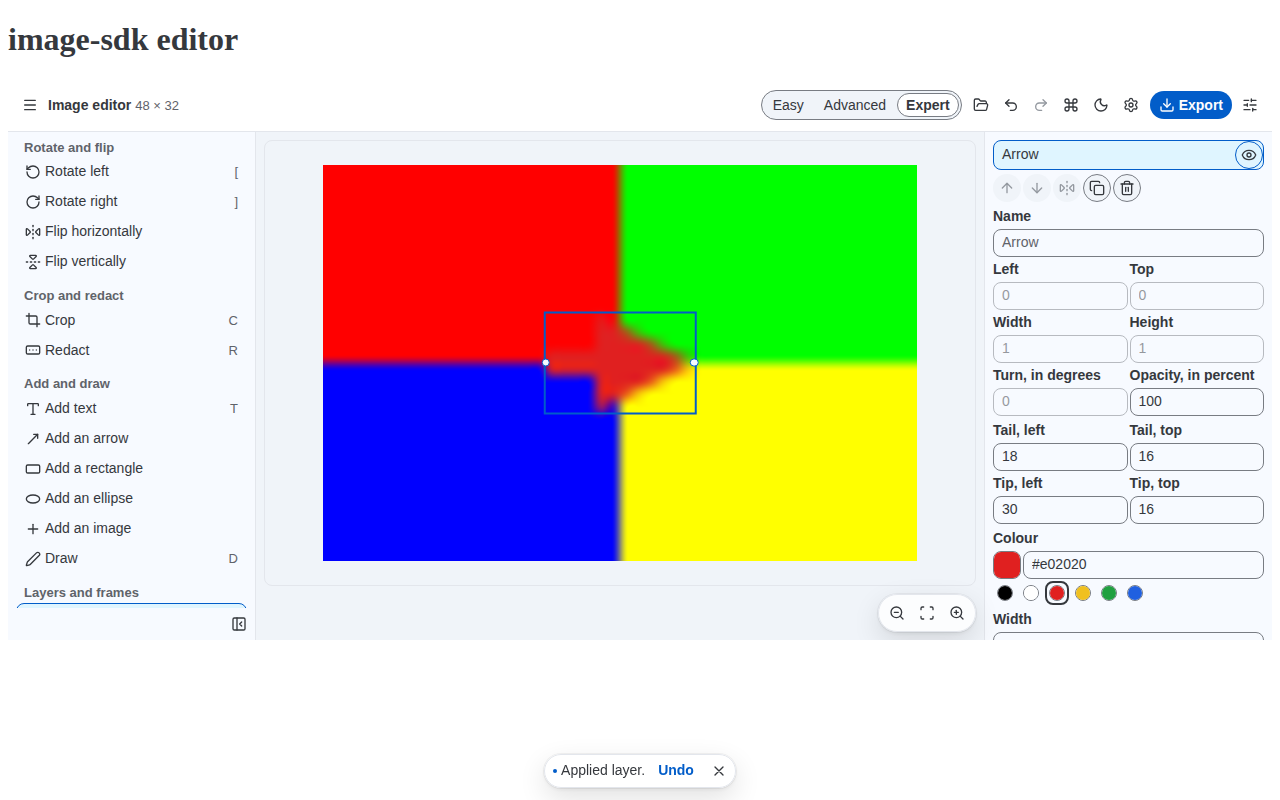 image-sdk editor
Image editor 48 × 32
Easy Advanced Expert
Export
Rotate and flip
Rotate left [
Rotate right ]
Flip horizontally
Flip vertically
Crop and redact
Crop C
Redact R
Add and draw
Add text T
Add an arrow
Add a rectangle
Add an ellipse
Add an image
Draw D
Layers and frames
Arrow
Name
Arrow
Left Top
0 0
Width Height
1 1
Turn, in degrees Opacity, in percent
0 100
Tail, left Tail, top
18 16
Tip, left Tip, top
30 16
Colour
#e02020
Width
Applied layer. Undo